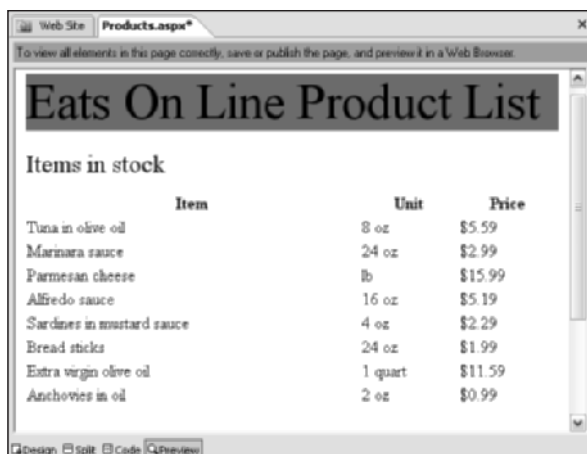 Web Site Products.aspx*
To view all elements in this page correctly, save or publish the page, and preview it in a Web Browser.
Eats On Line Product List
Items in stock
Item Unit Price
Tuna in olive oil 8 oz $5.59
Marinara sauce 24 oz $2.99
Parmesan cheese lb $15.99
Alfredo sauce 16 oz $5.19
Sardines in mustard sauce 4 oz $2.29
Bread sticks 24 oz $1.99
Extra virgin olive oil 1 quart $11.59
Anchovies in oil 2 oz $0.99
Design Split Code Preview